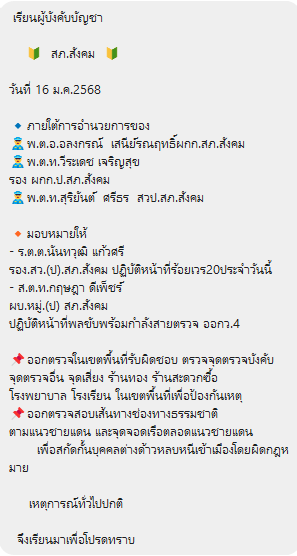 เรียนผู้บังคับบัญชา
🔰 สภ.สังคม 🔰
วันที่ 16 ม.ค.2568
🔹ภายใต้การอำนวยการของ
👮พ.ต.อ.อลงกรณ์ เสนีย์รณฤทธิ์ผกก.สภ.สังคม
👮พ.ต.ท.วีระเดช เจริญสุข
รอง ผกก.ป.สภ.สังคม
👮พ.ต.ท.สุริยันต์ ศรีธร สวป.สภ.สังคม
🔸มอบหมายให้
- ร.ต.ต.นันทวุฒิ แก้วศรี
รอง.สว.(ป).สภ.สังคม ปฏิบัติหน้าที่ร้อยเวร20ประจำวันนี้
- ส.ต.ท.กฤษฎา ดีเพ็ชร์
ผบ.หมู่.(ป) สภ.สังคม
ปฏิบัติหน้าที่พลขับพร้อมกำลังสายตรวจ ออกว.4
📌ออกตรวจในเขตพื้นที่รับผิดชอบ ตรวจจุดตรวจบังคับ
จุดตรวจอื่น จุดเสี่ยง ร้านทอง ร้านสะดวกซื้อ
โรงพยาบาล โรงเรียน ในเขตพื้นที่เพื่อป้องกันเหตุ
📌ออกตรวจสอบเส้นทางช่องทางธรรมชาติ
ตามแนวชายแดน และจุดจอดเรือตลอดแนวชายแดน
เพื่อสกัดกั้นบุคคลต่างด้าวหลบหนีเข้าเมืองโดยผิดกฎห
มาย
เหตุการณ์ทั่วไปปกติ
จึงเรียนมาเพื่อโปรดทราบ